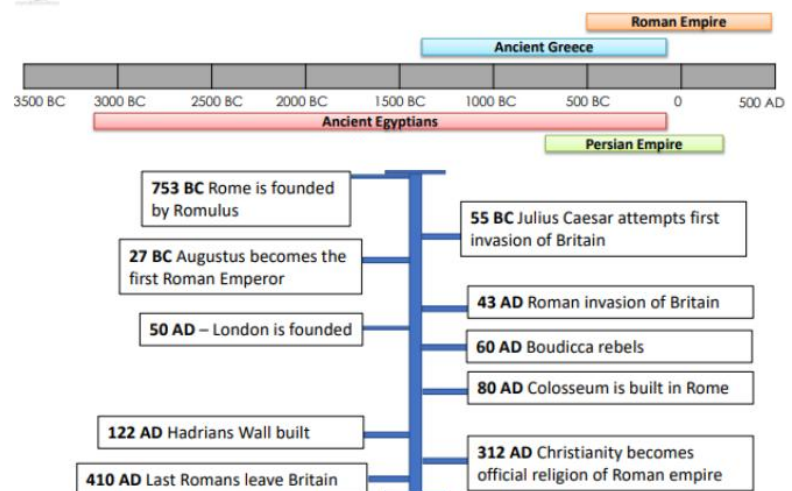 Roman Empire
Ancient Greece
3500 BC 3000 BC 2500 BC 2000 BC 1500 BC 1000 BC 500 BC 0 500 AD
Ancient Egyptians
Persian Empire
753 BC Rome is founded
by Romulus
55 BC Julius Caesar attempts first
invasion of Britain
27 BC Augustus becomes the
first Roman Emperor
43 AD Roman invasion of Britain
50 AD – London is founded
60 AD Boudicca rebels
80 AD Colosseum is built in Rome
122 AD Hadrians Wall built
312 AD Christianity becomes
official religion of Roman empire
410 AD Last Romans leave Britain